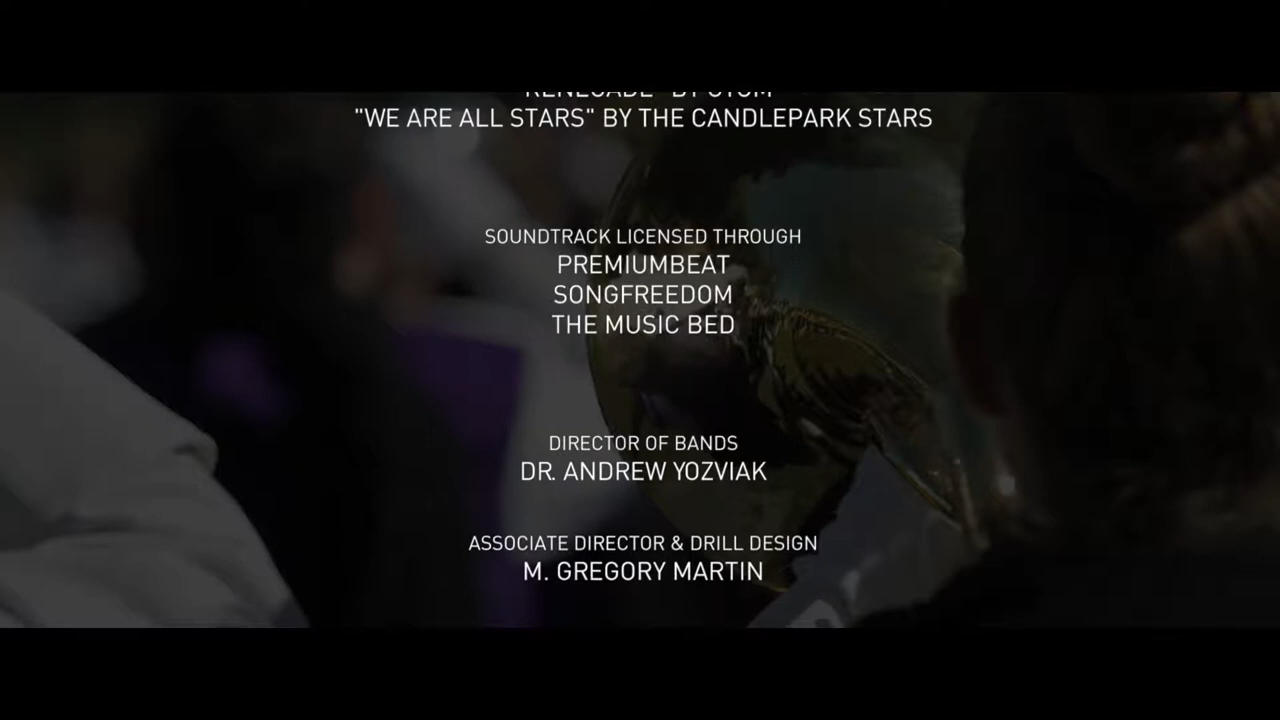 "WE ARE ALL STARS" BY THE CANDLEPARK STARS
SOUNDTRACK LICENSED THROUGH
PREMIUMBEAT
SONGFREEDOM
THE MUSIC BED
DIRECTOR OF BANDS
DR. ANDREW YOZVIAK
ASSOCIATE DIRECTOR & DRILL DESIGN
M. GREGORY MARTIN